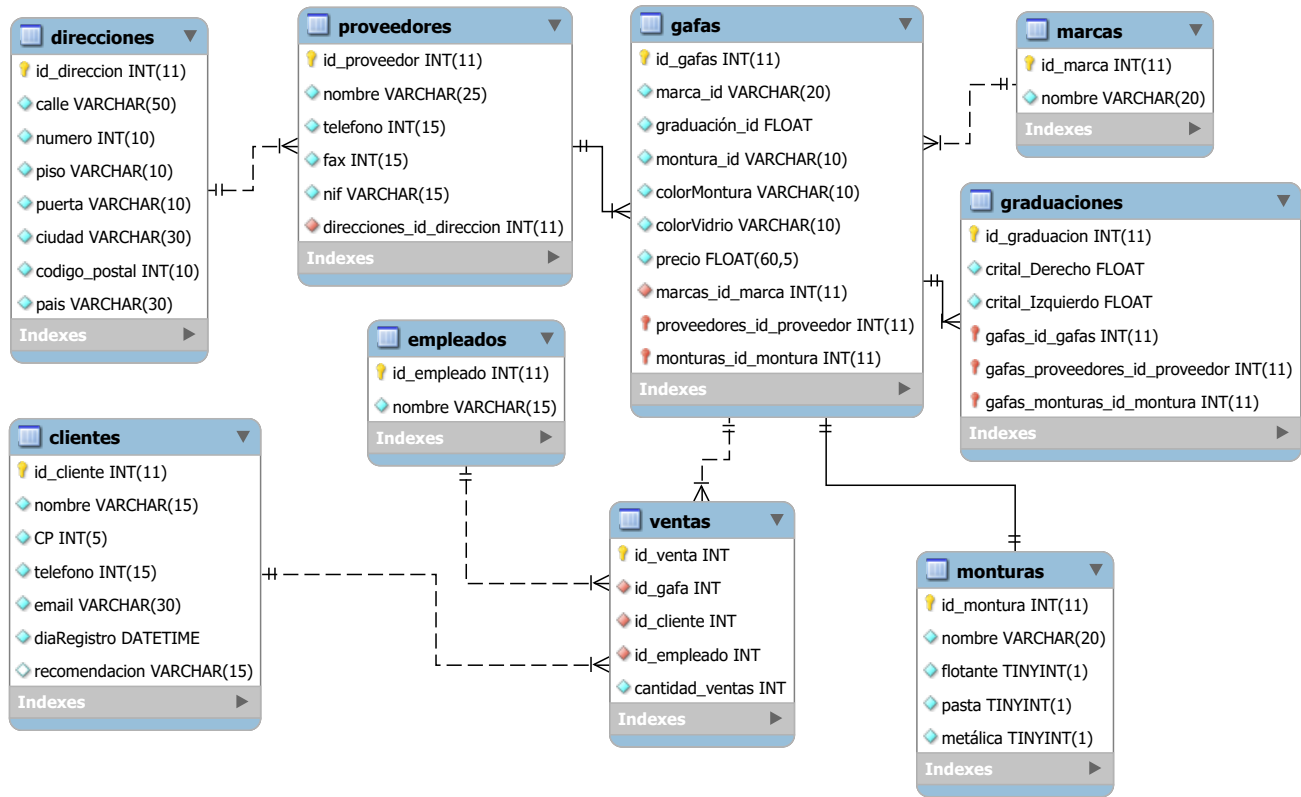 direcciones
id_direccion INT(11)
calle VARCHAR(50)
numero INT(10)
piso VARCHAR(10)
puerta VARCHAR(10)
ciudad VARCHAR(30)
codigo_postal INT(10)
pais VARCHAR(30)
Indexes
proveedores
id_proveedor INT(11)
nombre VARCHAR(25)
telefono INT(15)
fax INT(15)
nif VARCHAR(15)
direcciones_id_direccion INT(11)
Indexes
gafas
id_gafas INT(11)
marca_id VARCHAR(20)
graduación_id FLOAT
montura_id VARCHAR(10)
colorMontura VARCHAR(10)
colorVidrio VARCHAR(10)
precio FLOAT(60,5)
marcas_id_marca INT(11)
proveedores_id_proveedor INT(11)
monturas_id_montura INT(11)
Indexes
marcas
id_marca INT(11)
nombre VARCHAR(20)
Indexes
graduaciones
id_graduacion INT(11)
crital_Derecho FLOAT
crital_Izquierdo FLOAT
gafas_id_gafas INT(11)
gafas_proveedores_id_proveedor INT(11)
gafas_monturas_id_montura INT(11)
Indexes
empleados
id_empleado INT(11)
nombre VARCHAR(15)
Indexes
clientes
id_cliente INT(11)
nombre VARCHAR(15)
CP INT(5)
telefono INT(15)
email VARCHAR(30)
diaRegistro DATETIME
recomendacion VARCHAR(15)
Indexes
ventas
id_venta INT
id_gafa INT
id_cliente INT
id_empleado INT
cantidad_ventas INT
Indexes
monturas
id_montura INT(11)
nombre VARCHAR(20)
flotante TINYINT(1)
pasta TINYINT(1)
metálica TINYINT(1)
Indexes